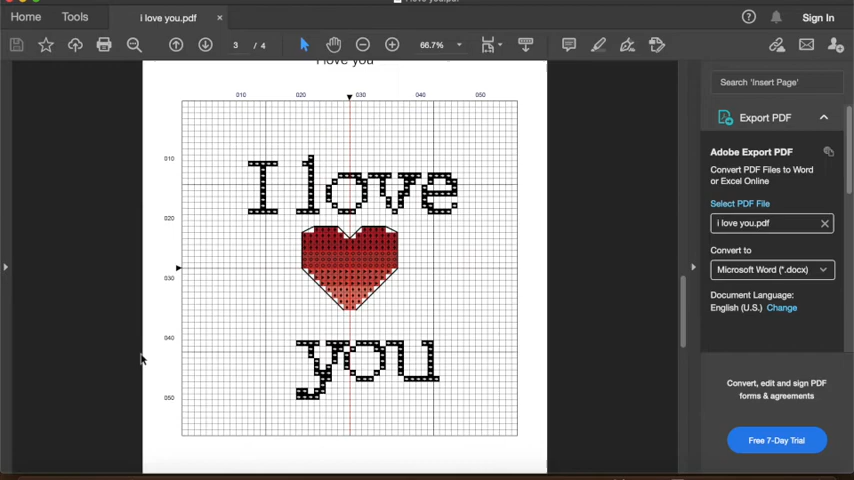 i love you.pdf
Home Tools i love you.pdf × Sign In
3 / 4 66.7%
I love you
Search 'Insert Page'
010 020 030 040 050
Export PDF
Adobe Export PDF
Convert PDF Files to Word
or Excel Online
010
I love
Select PDF File
i love you.pdf
020
Convert to
Microsoft Word (*.docx)
030
Document Language:
English (U.S.) Change
040
you
Convert, edit and sign PDF
forms & agreements
050
Free 7-Day Trial